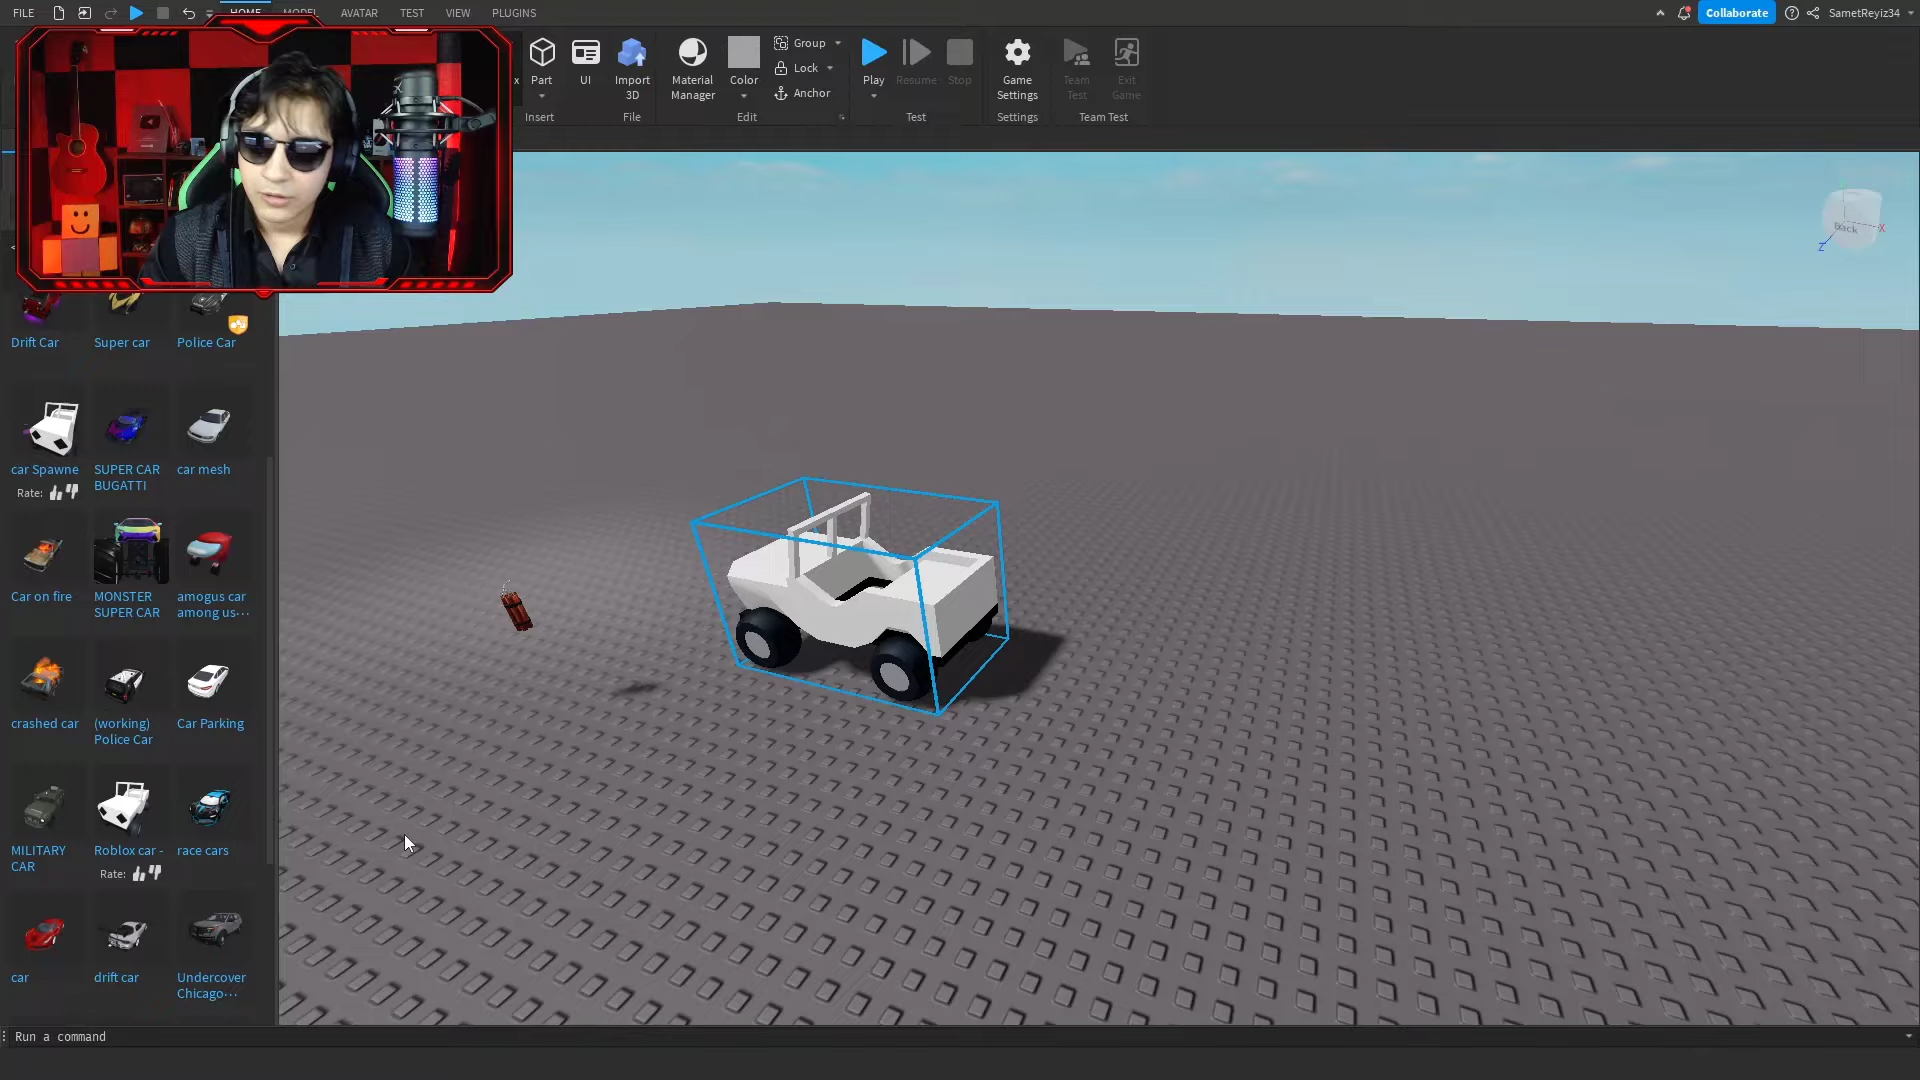 FILE
HOME
MODEL
AVATAR
TEST
VIEW
PLUGINS
Collaborate
SametReyiz34
Part
UI
Import
3D
Material
Manager
Color
Group
Lock
Anchor
Play
Resume
Stop
Game
Settings
Team
Test
Exit
Game
Insert
File
Edit
Test
Settings
Team Test
Back
X
Z
Drift Car
Super car
Police Car
car Spawne
Rate:
SUPER CAR
BUGATTI
car mesh
Car on fire
MONSTER
SUPER CAR
amogus car
among us...
crashed car
(working)
Police Car
Car Parking
MILITARY
CAR
Roblox car -
Rate:
race cars
car
drift car
Undercover
Chicago...
Run a command